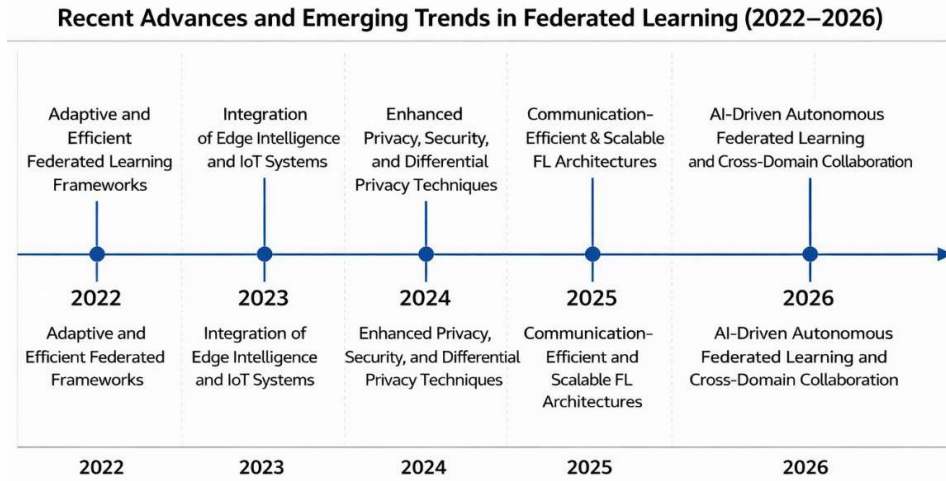 Recent Advances and Emerging Trends in Federated Learning (2022–2026)
Adaptive and
Efficient
Federated Learning
Frameworks
Integration
of Edge Intelligence
and IoT Systems
Enhanced
Privacy, Security,
and Differential
Privacy Techniques
Communication-
Efficient & Scalable
FL Architectures
AI-Driven Autonomous
Federated Learning
and Cross-Domain Collaboration
2022
2023
2024
2025
2026
Adaptive and
Efficient Federated
Frameworks
Integration of
Edge Intelligence
and IoT Systems
Enhanced Privacy,
Security, and Differential
Privacy Techniques
Communication-
Efficient and
Scalable FL
Architectures
AI-Driven Autonomous
Federated Learning and
Cross-Domain Collaboration
2022
2023
2024
2025
2026